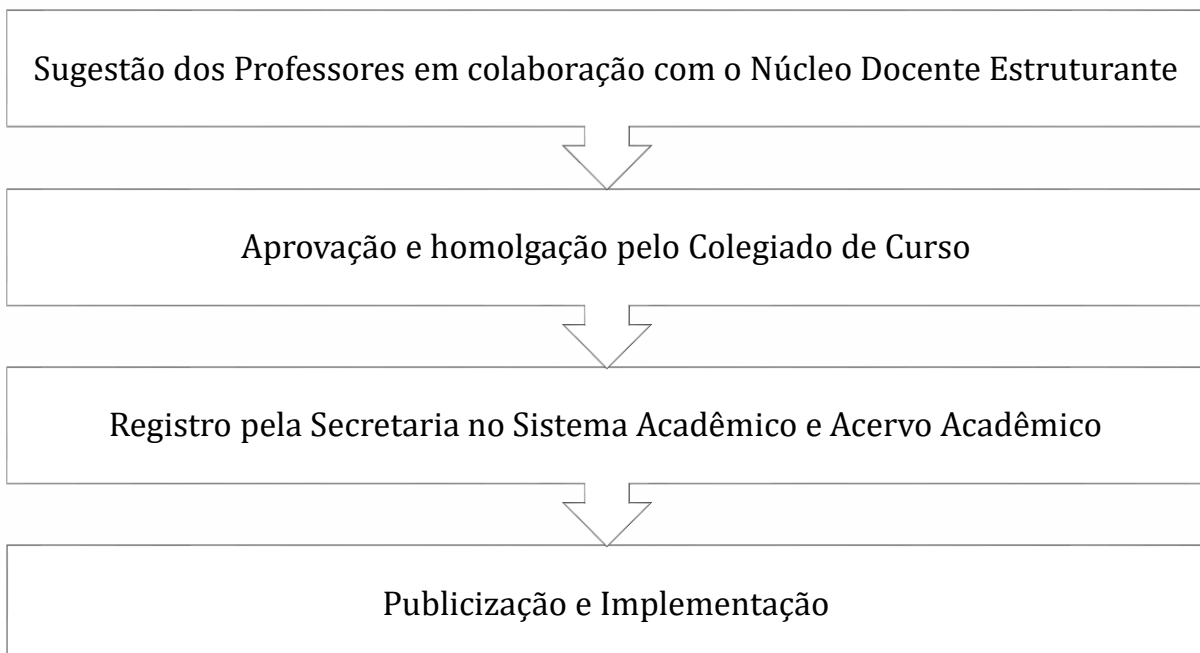 Sugestão dos Professores em colaboração com o Núcleo Docente Estruturante
Aprovação e homolgação pelo Colegiado de Curso
Registro pela Secretaria no Sistema Acadêmico e Acervo Acadêmico
Publicização e Implementação